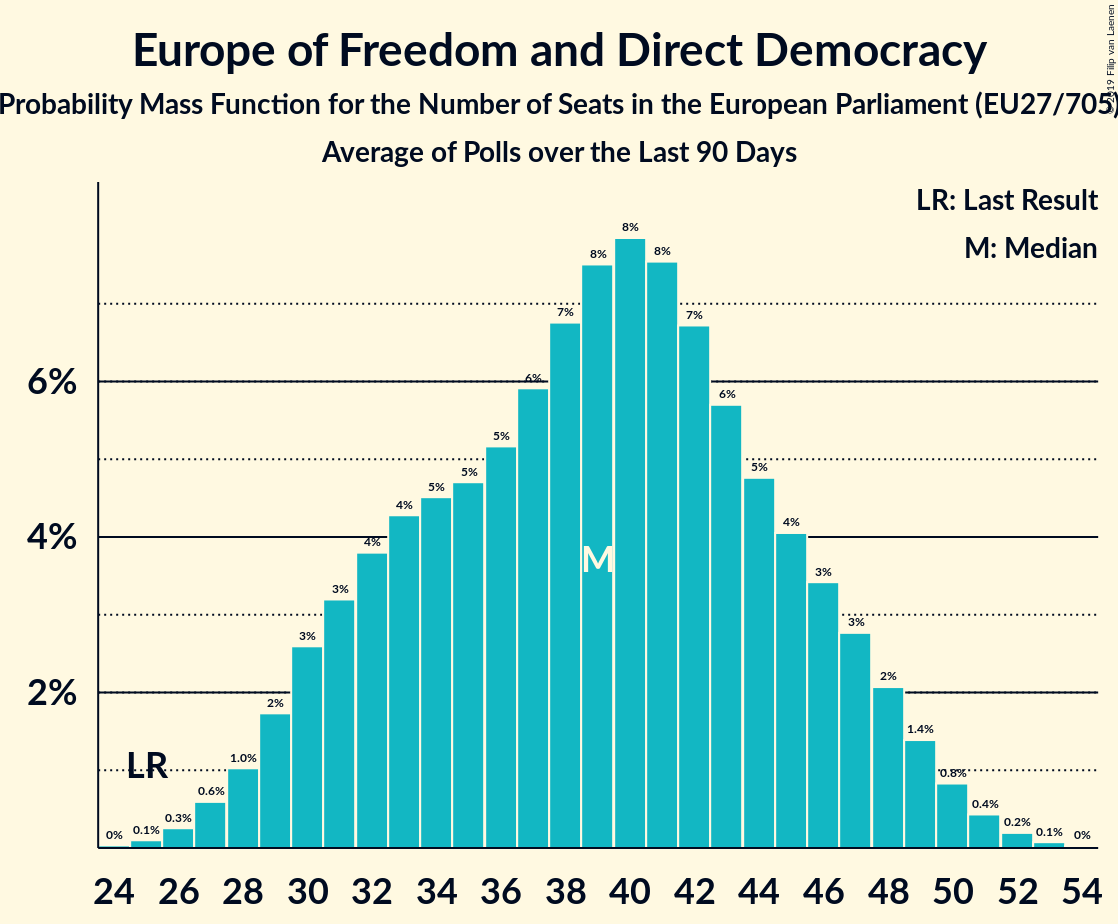 Europe of Freedom and Direct Democracy
Probability Mass Function for the Number of Seats in the European Parliament (EU27/705)
Average of Polls over the Last 90 Days
© 2019 Filip van Laenen
LR: Last Result
M: Median
8%
8% 8%
7% 7%
6% 6%
6%
5% 5%
5% 5%
4% 4%
4% 4%
M
3% 3%
3% 3%
2%
2% 2%
1.4%
LR 1.0% 0.8%
0.6% 0.4%
0% 0.1% 0.3% 0.2% 0.1% 0%
24 26 28 30 32 34 36 38 40 42 44 46 48 50 52 54